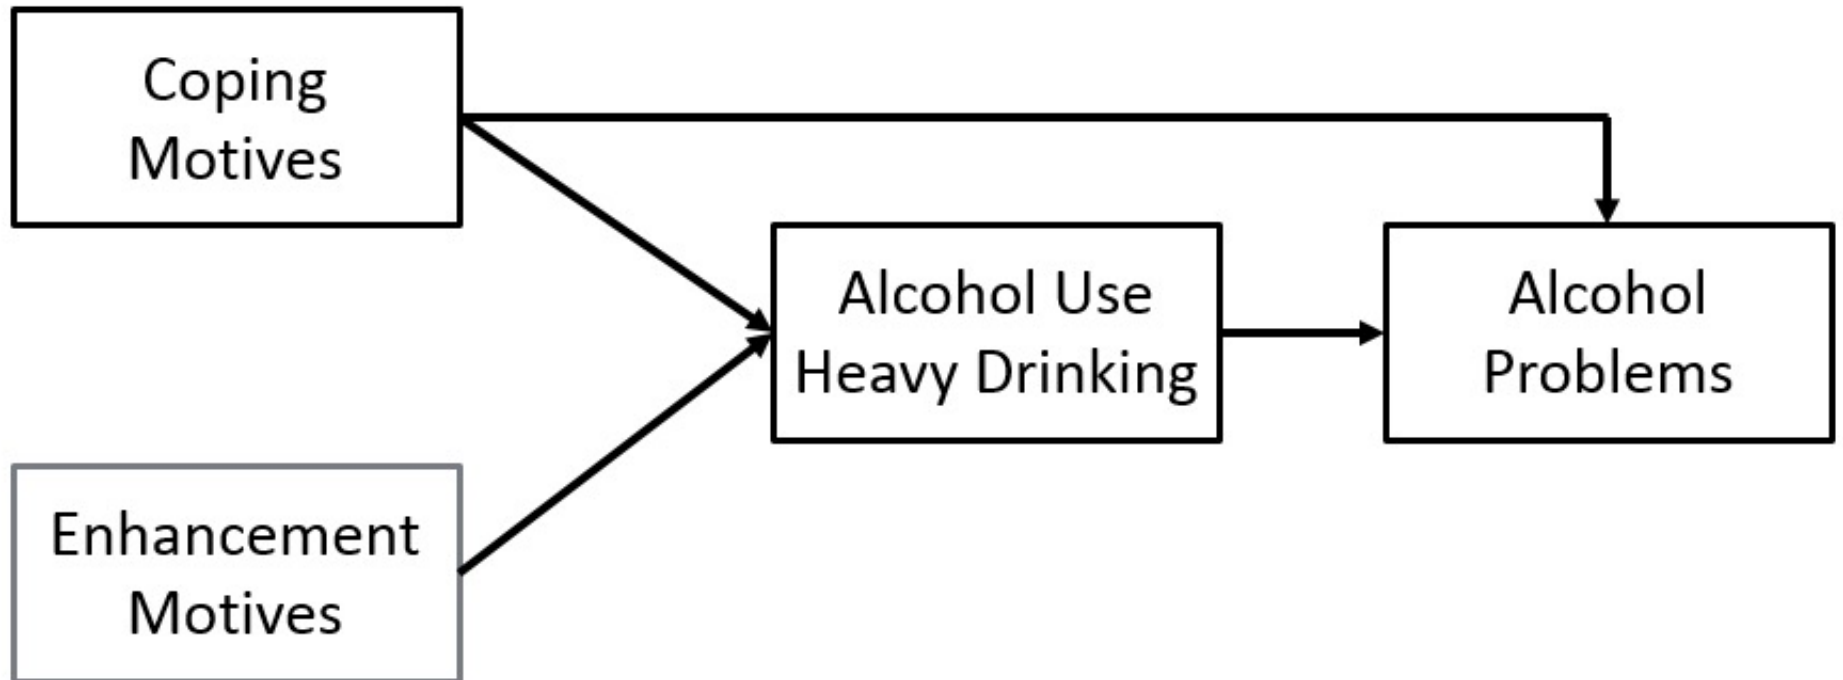 Coping
Motives
Alcohol Use
Heavy Drinking
Alcohol
Problems
Enhancement
Motives